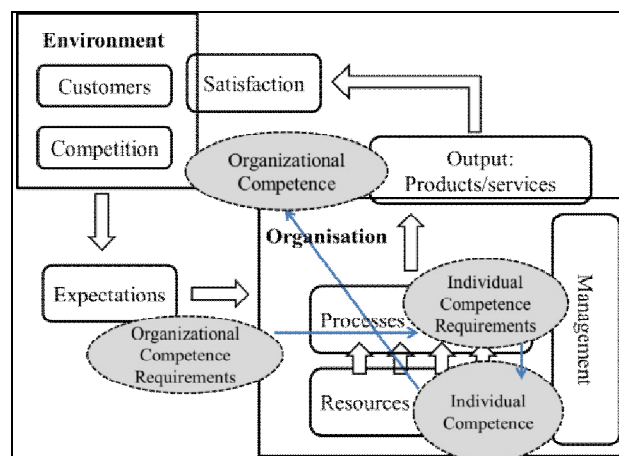 Environment
Customers
Satisfaction
Competition
Organizational
Competence
Output:
Products/services
Organisation
Expectations
Organizational
Competence
Requirements
Processes
Individual
Competence
Requirements
Management
Resources
Individual
Competence